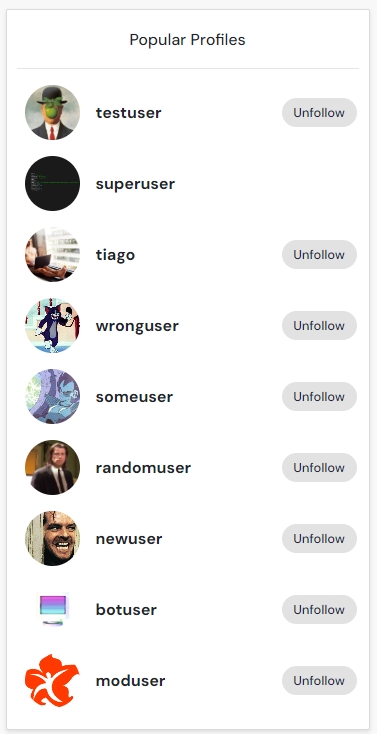 Popular Profiles
testuser Unfollow
superuser
tiago Unfollow
wronguser Unfollow
someuser Unfollow
randomuser Unfollow
newuser Unfollow
botuser Unfollow
moduser Unfollow